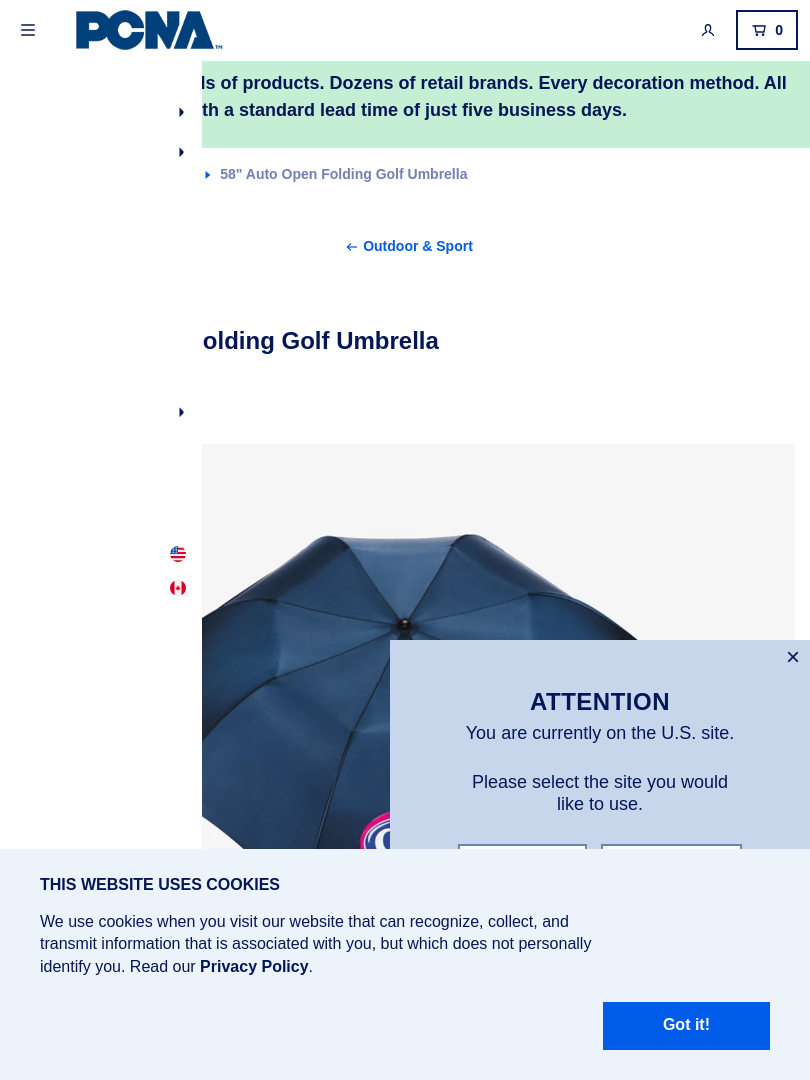 PCNA™
0
of products. Dozens of retail brands. Every decoration method. All
a standard lead time of just five business days.
58" Auto Open Folding Golf Umbrella
Outdoor & Sport
Golf Umbrella
ATTENTION
You are currently on the U.S. site.
Please select the site you would
like to use.
THIS WEBSITE USES COOKIES
We use cookies when you visit our website that can recognize, collect, and
transmit information that is associated with you, but which does not personally
identify you. Read our Privacy Policy.
Got it!